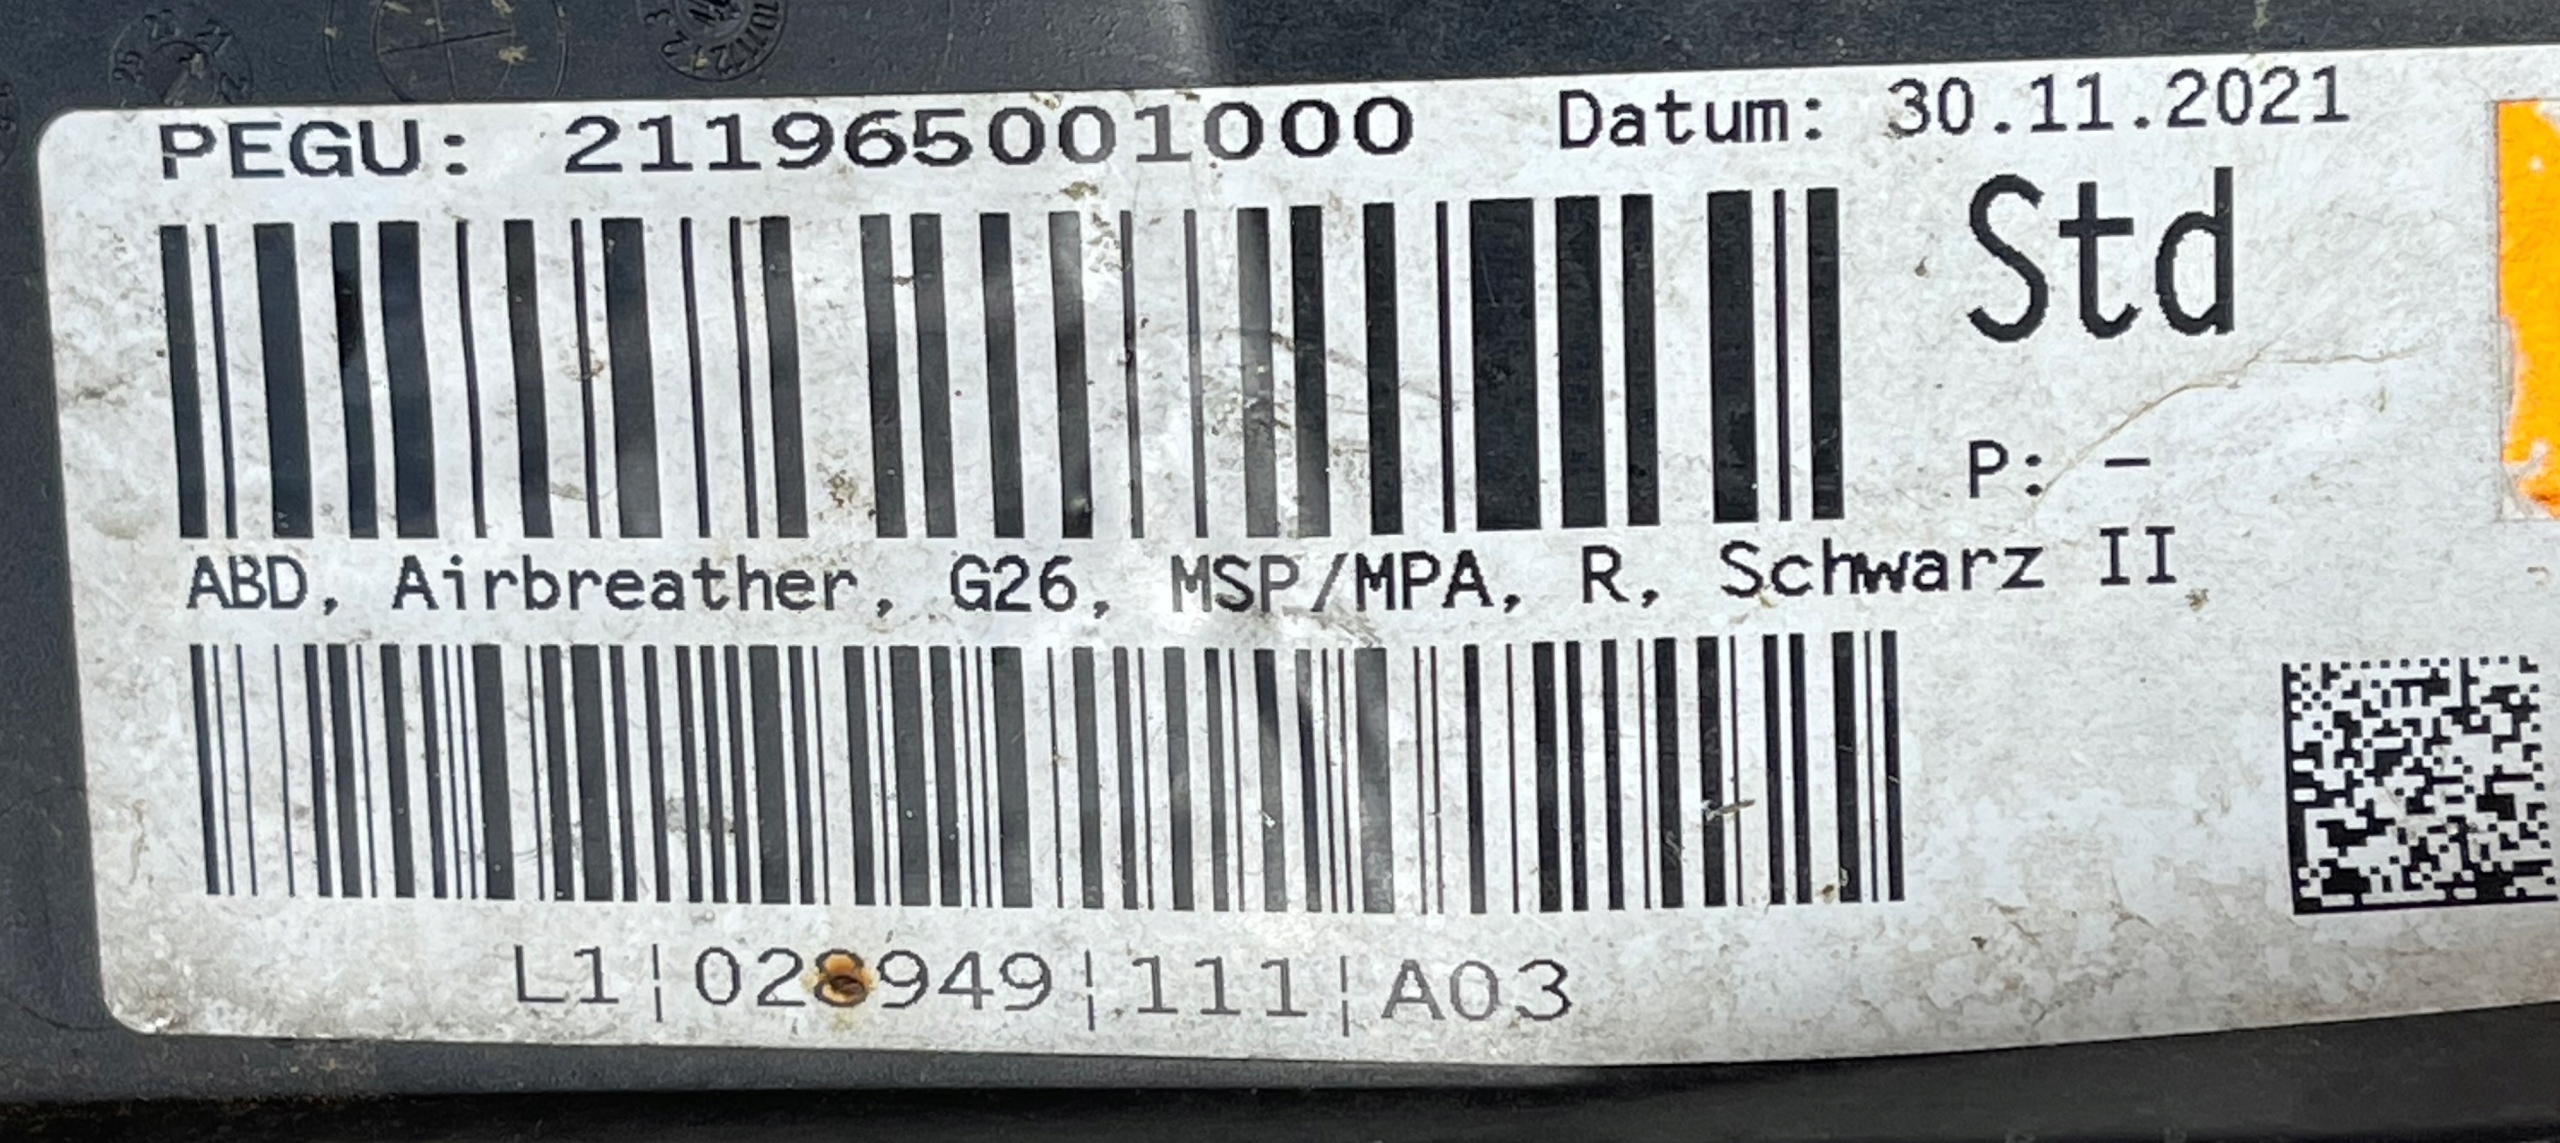 PEGU: 211965001000 Datum: 30.11.2021
Std
P: -
ABD, Airbreather, G26, MSP/MPA, R, Schwarz II
L1¦028949¦111¦A03